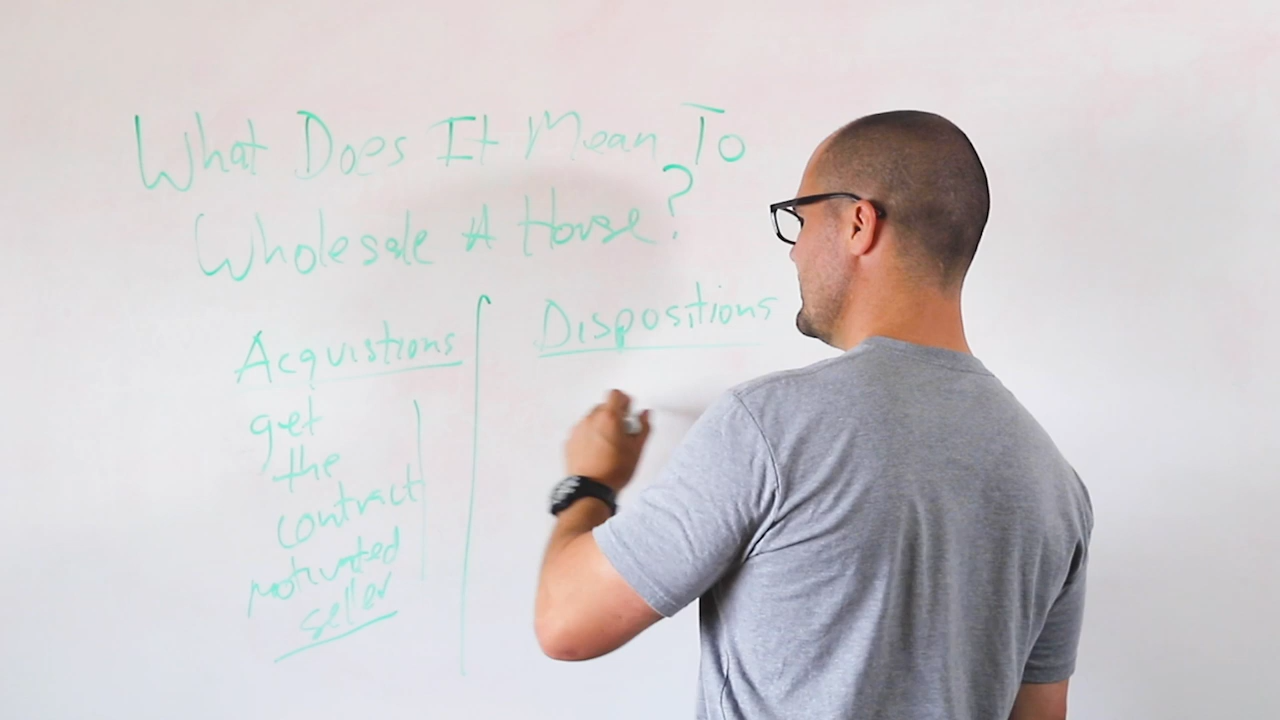 What Does It Mean To
Wholesale A House?
Acquistions
get
the
contract
motivated
seller
Dispositions